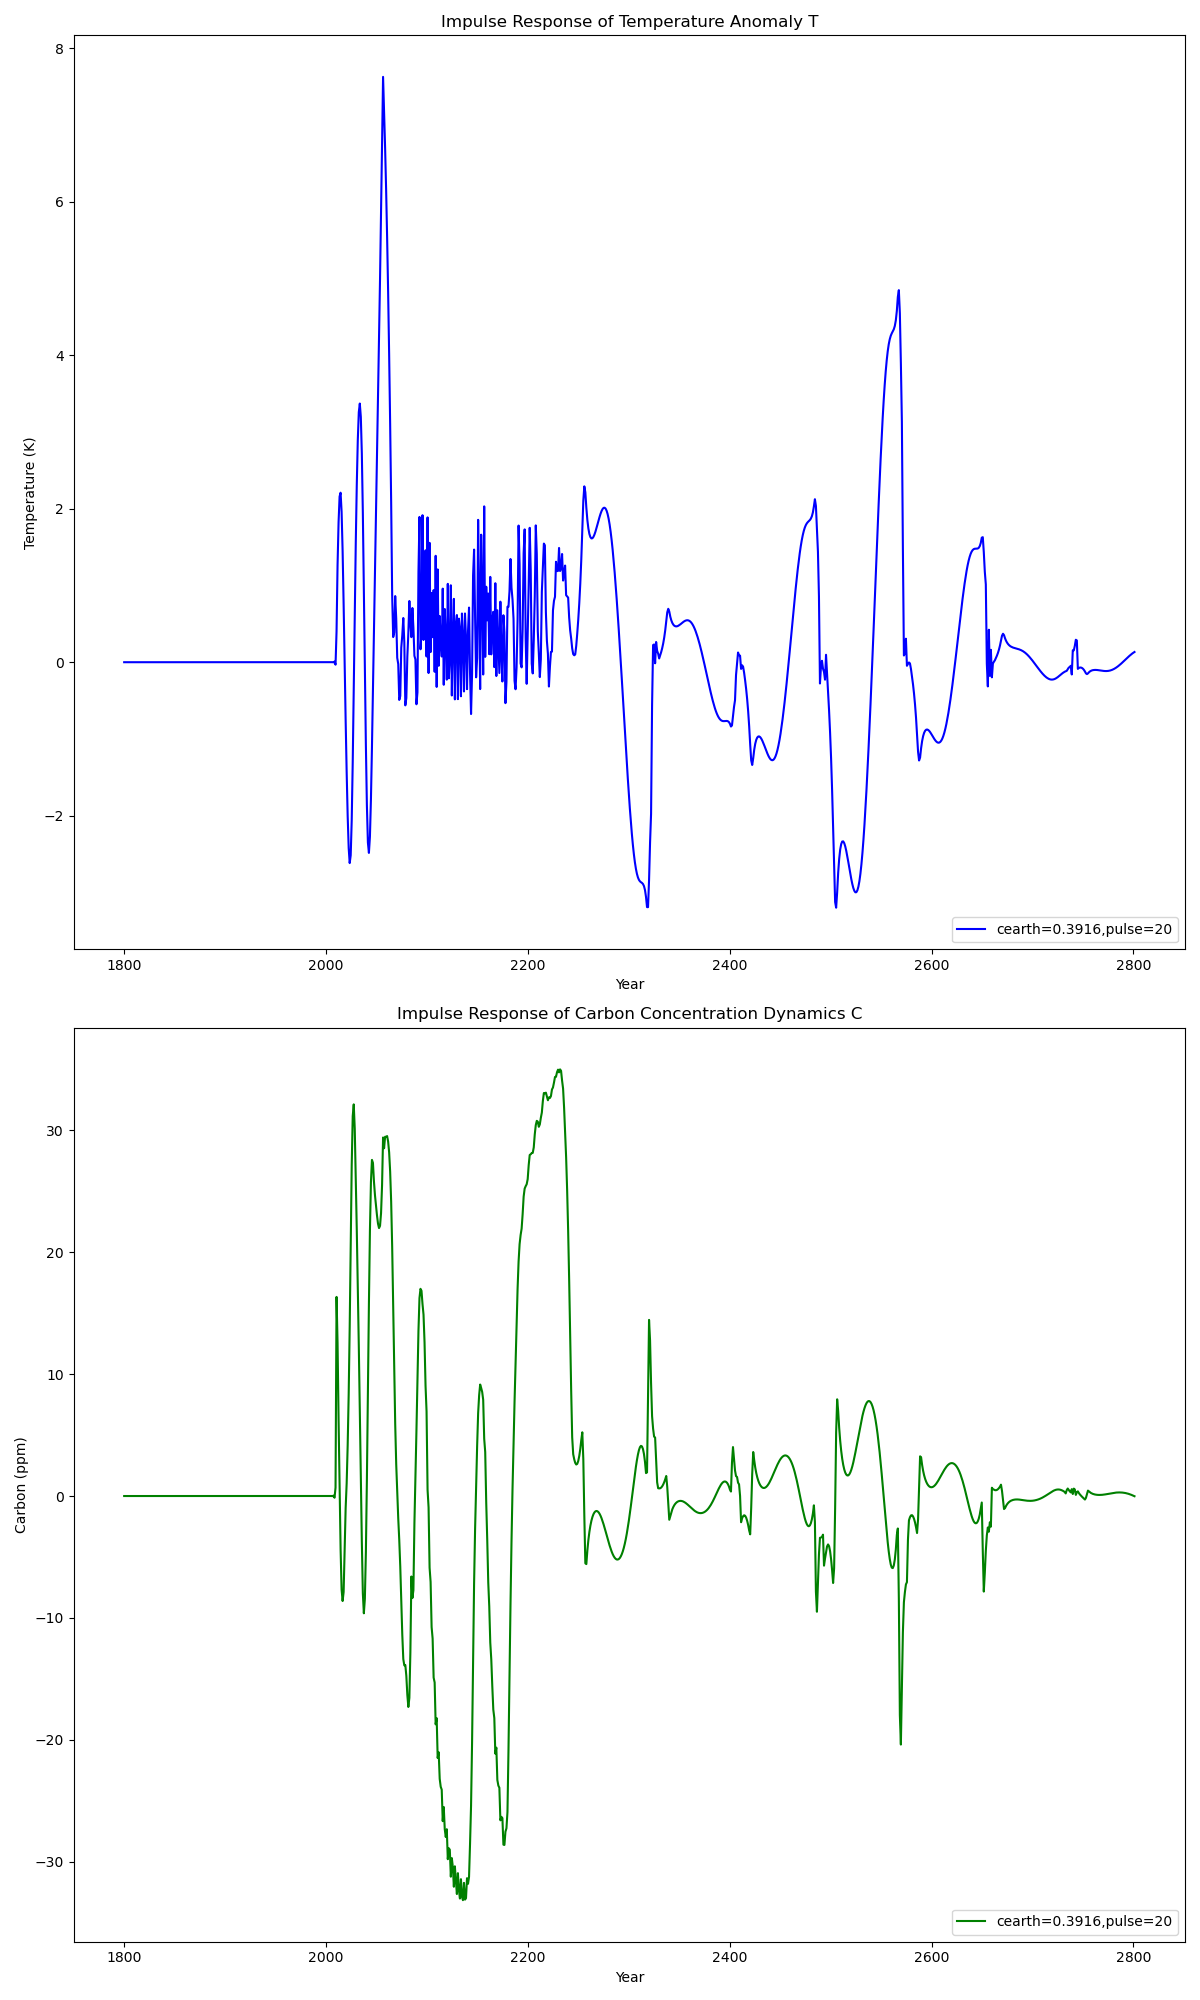 Impulse Response of Temperature Anomaly T
8
6
4
2
0
−2
Temperature (K)
cearth=0.3916,pulse=20
1800 2000 2200 2400 2600 2800
Year
Impulse Response of Carbon Concentration Dynamics C
30
20
10
0
−10
−20
−30
Carbon (ppm)
cearth=0.3916,pulse=20
1800 2000 2200 2400 2600 2800
Year